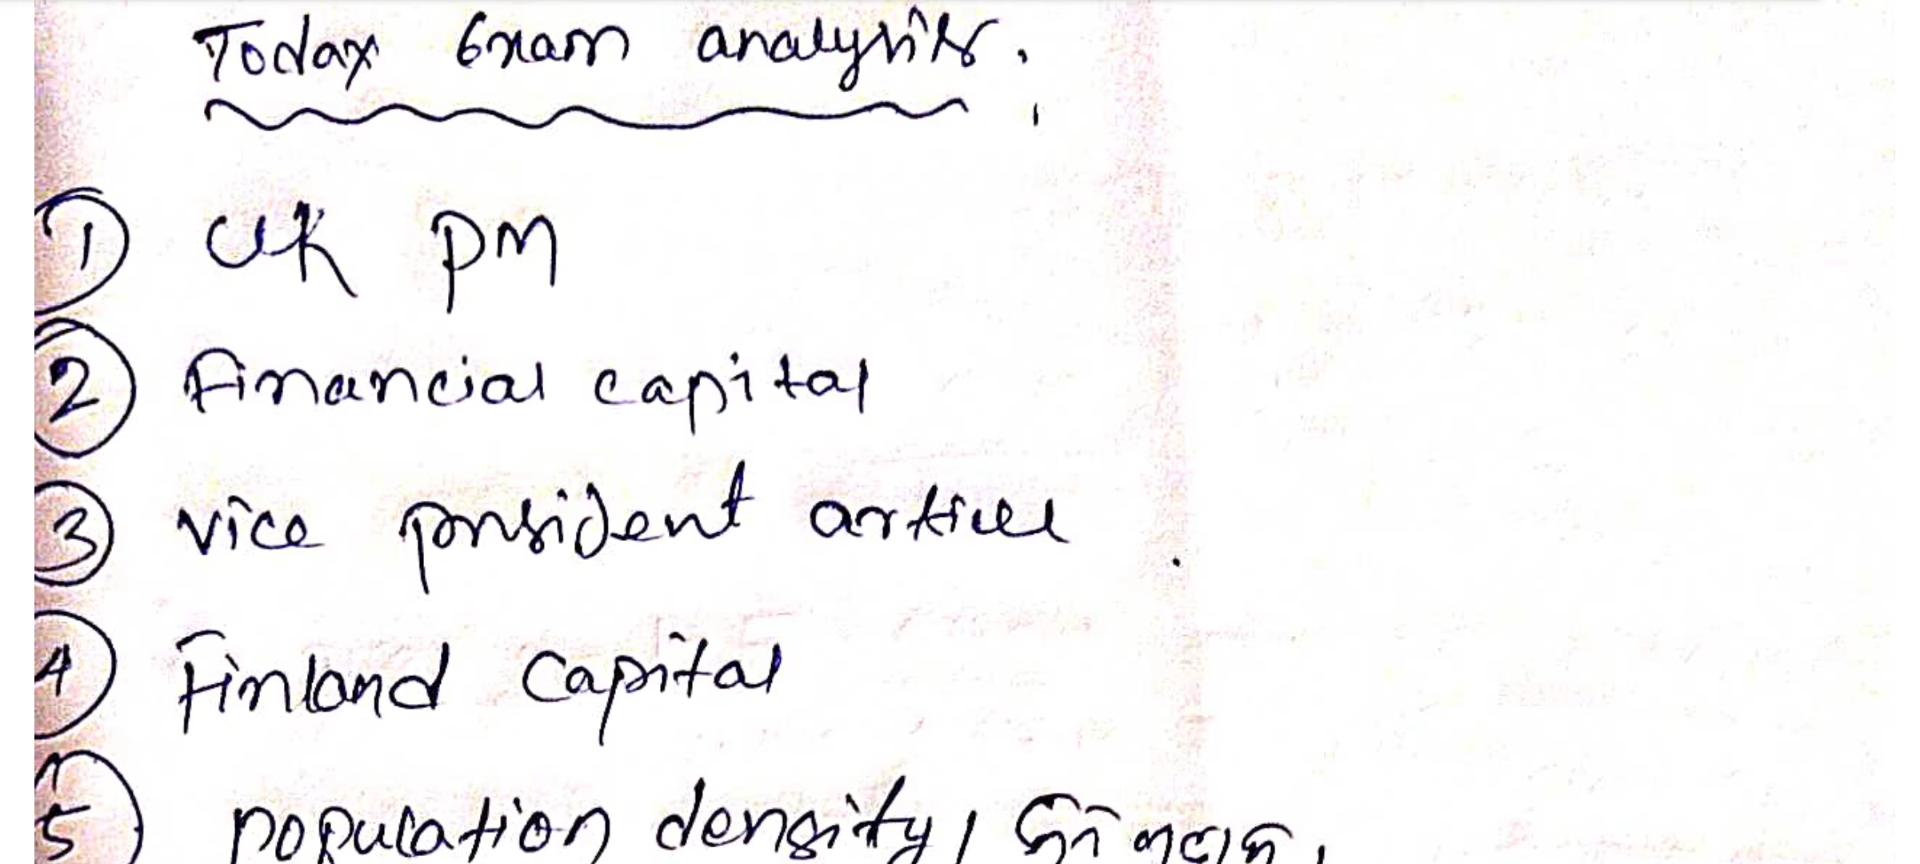 Today Exam analysis.
① UK PM
② Financial capital
③ vice president article
④ Finland Capital
⑤ population density,